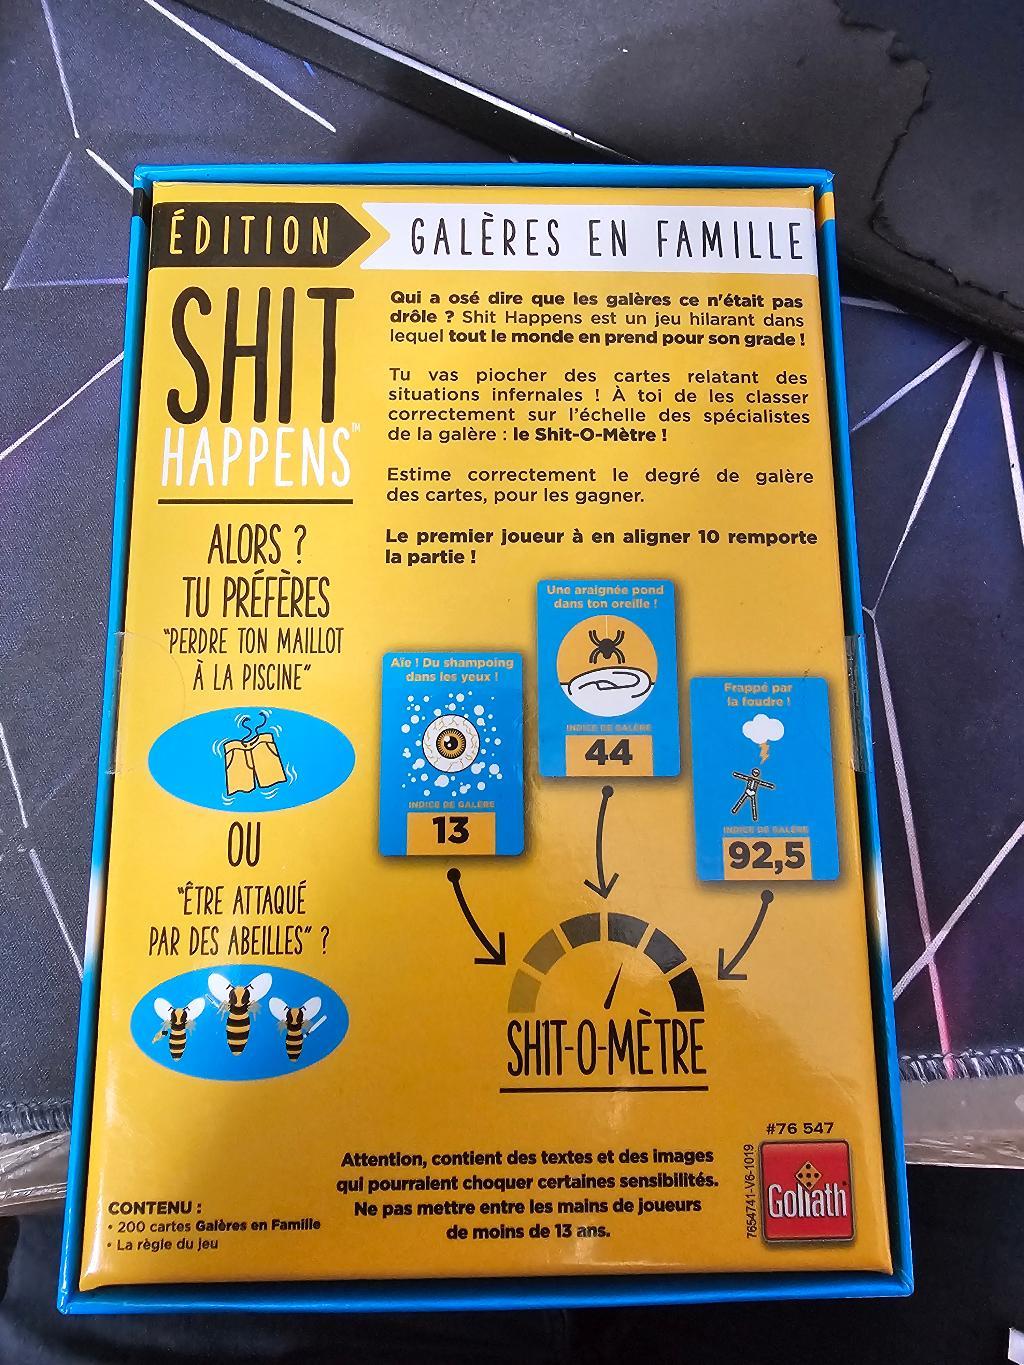 ÉDITION GALÈRES EN FAMILLE
SHIT
HAPPENS™
Qui a osé dire que les galères ce n'était pas
drôle ? Shit Happens est un jeu hilarant dans
lequel tout le monde en prend pour son grade !
Tu vas piocher des cartes relatant des
situations infernales ! À toi de les classer
correctement sur l'échelle des spécialistes
de la galère : le Shit-O-Mètre !
Estime correctement le degré de galère
des cartes, pour les gagner.
Le premier joueur à en aligner 10 remporte
la partie !
ALORS ?
TU PRÉFÈRES
"PERDRE TON MAILLOT
À LA PISCINE"
OU
"ÊTRE ATTAQUÉ
PAR DES ABEILLES" ?
Aïe ! Du shampoing
dans les yeux !
INDICE DE GALÈRE
13
Une araignée pond
dans ton oreille !
INDICE DE GALÈRE
44
Frappé par
la foudre !
INDICE DE GALÈRE
92,5
SH1T-O-MÈTRE
CONTENU :
• 200 cartes Galères en Famille
• La règle du jeu
Attention, contient des textes et des images
qui pourraient choquer certaines sensibilités.
Ne pas mettre entre les mains de joueurs
de moins de 13 ans.
#76 547
7654741-V6-1019
Goliath